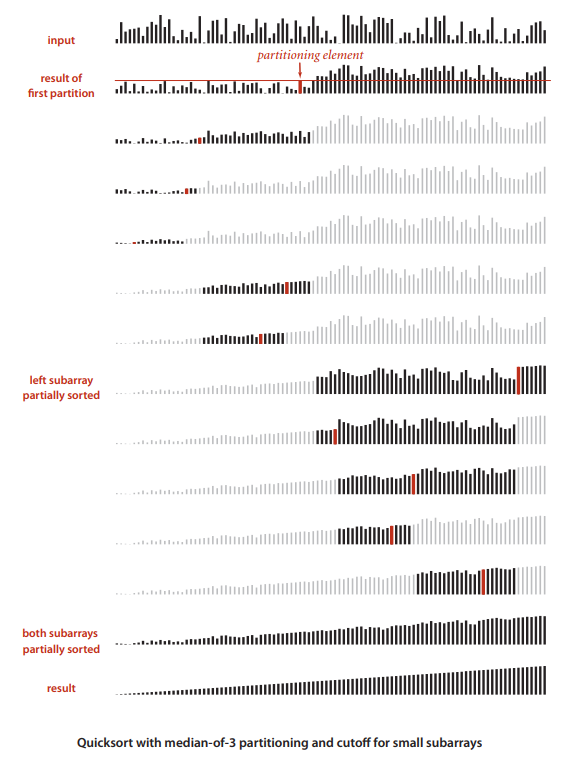 input
partitioning element
result of
first partition
left subarray
partially sorted
both subarrays
partially sorted
result
Quicksort with median-of-3 partitioning and cutoff for small subarrays